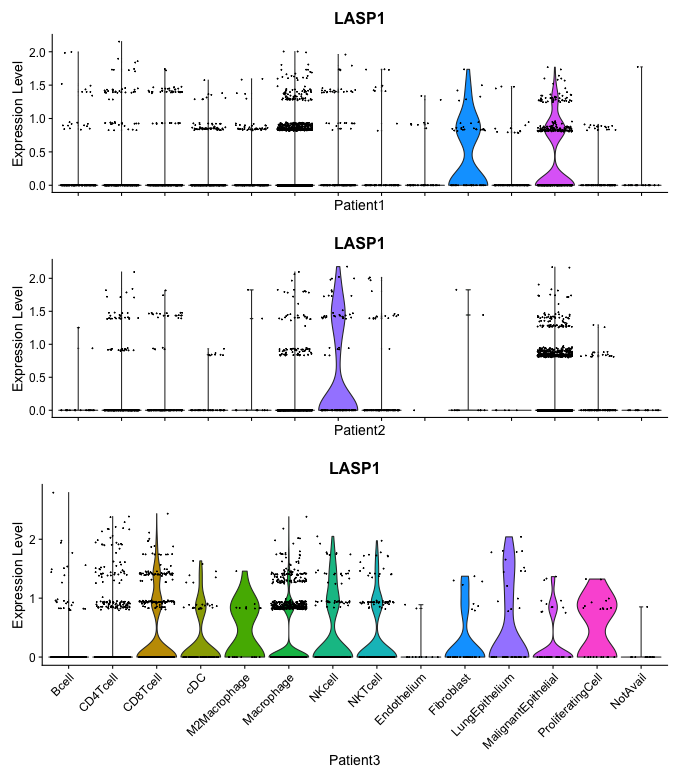 LASP1
Expression Level
2.0
1.5
1.0
0.5
0.0
Patient1
LASP1
Expression Level
2.0
1.5
1.0
0.5
0.0
Patient2
LASP1
Expression Level
2
1
0
Bcell
CD4Tcell
CD8Tcell
cDC
M2Macrophage
Macrophage
NKcell
NKTcell
Endothelium
Fibroblast
LungEpithelium
MalignantEpithelial
ProliferatingCell
NotAvail
Patient3